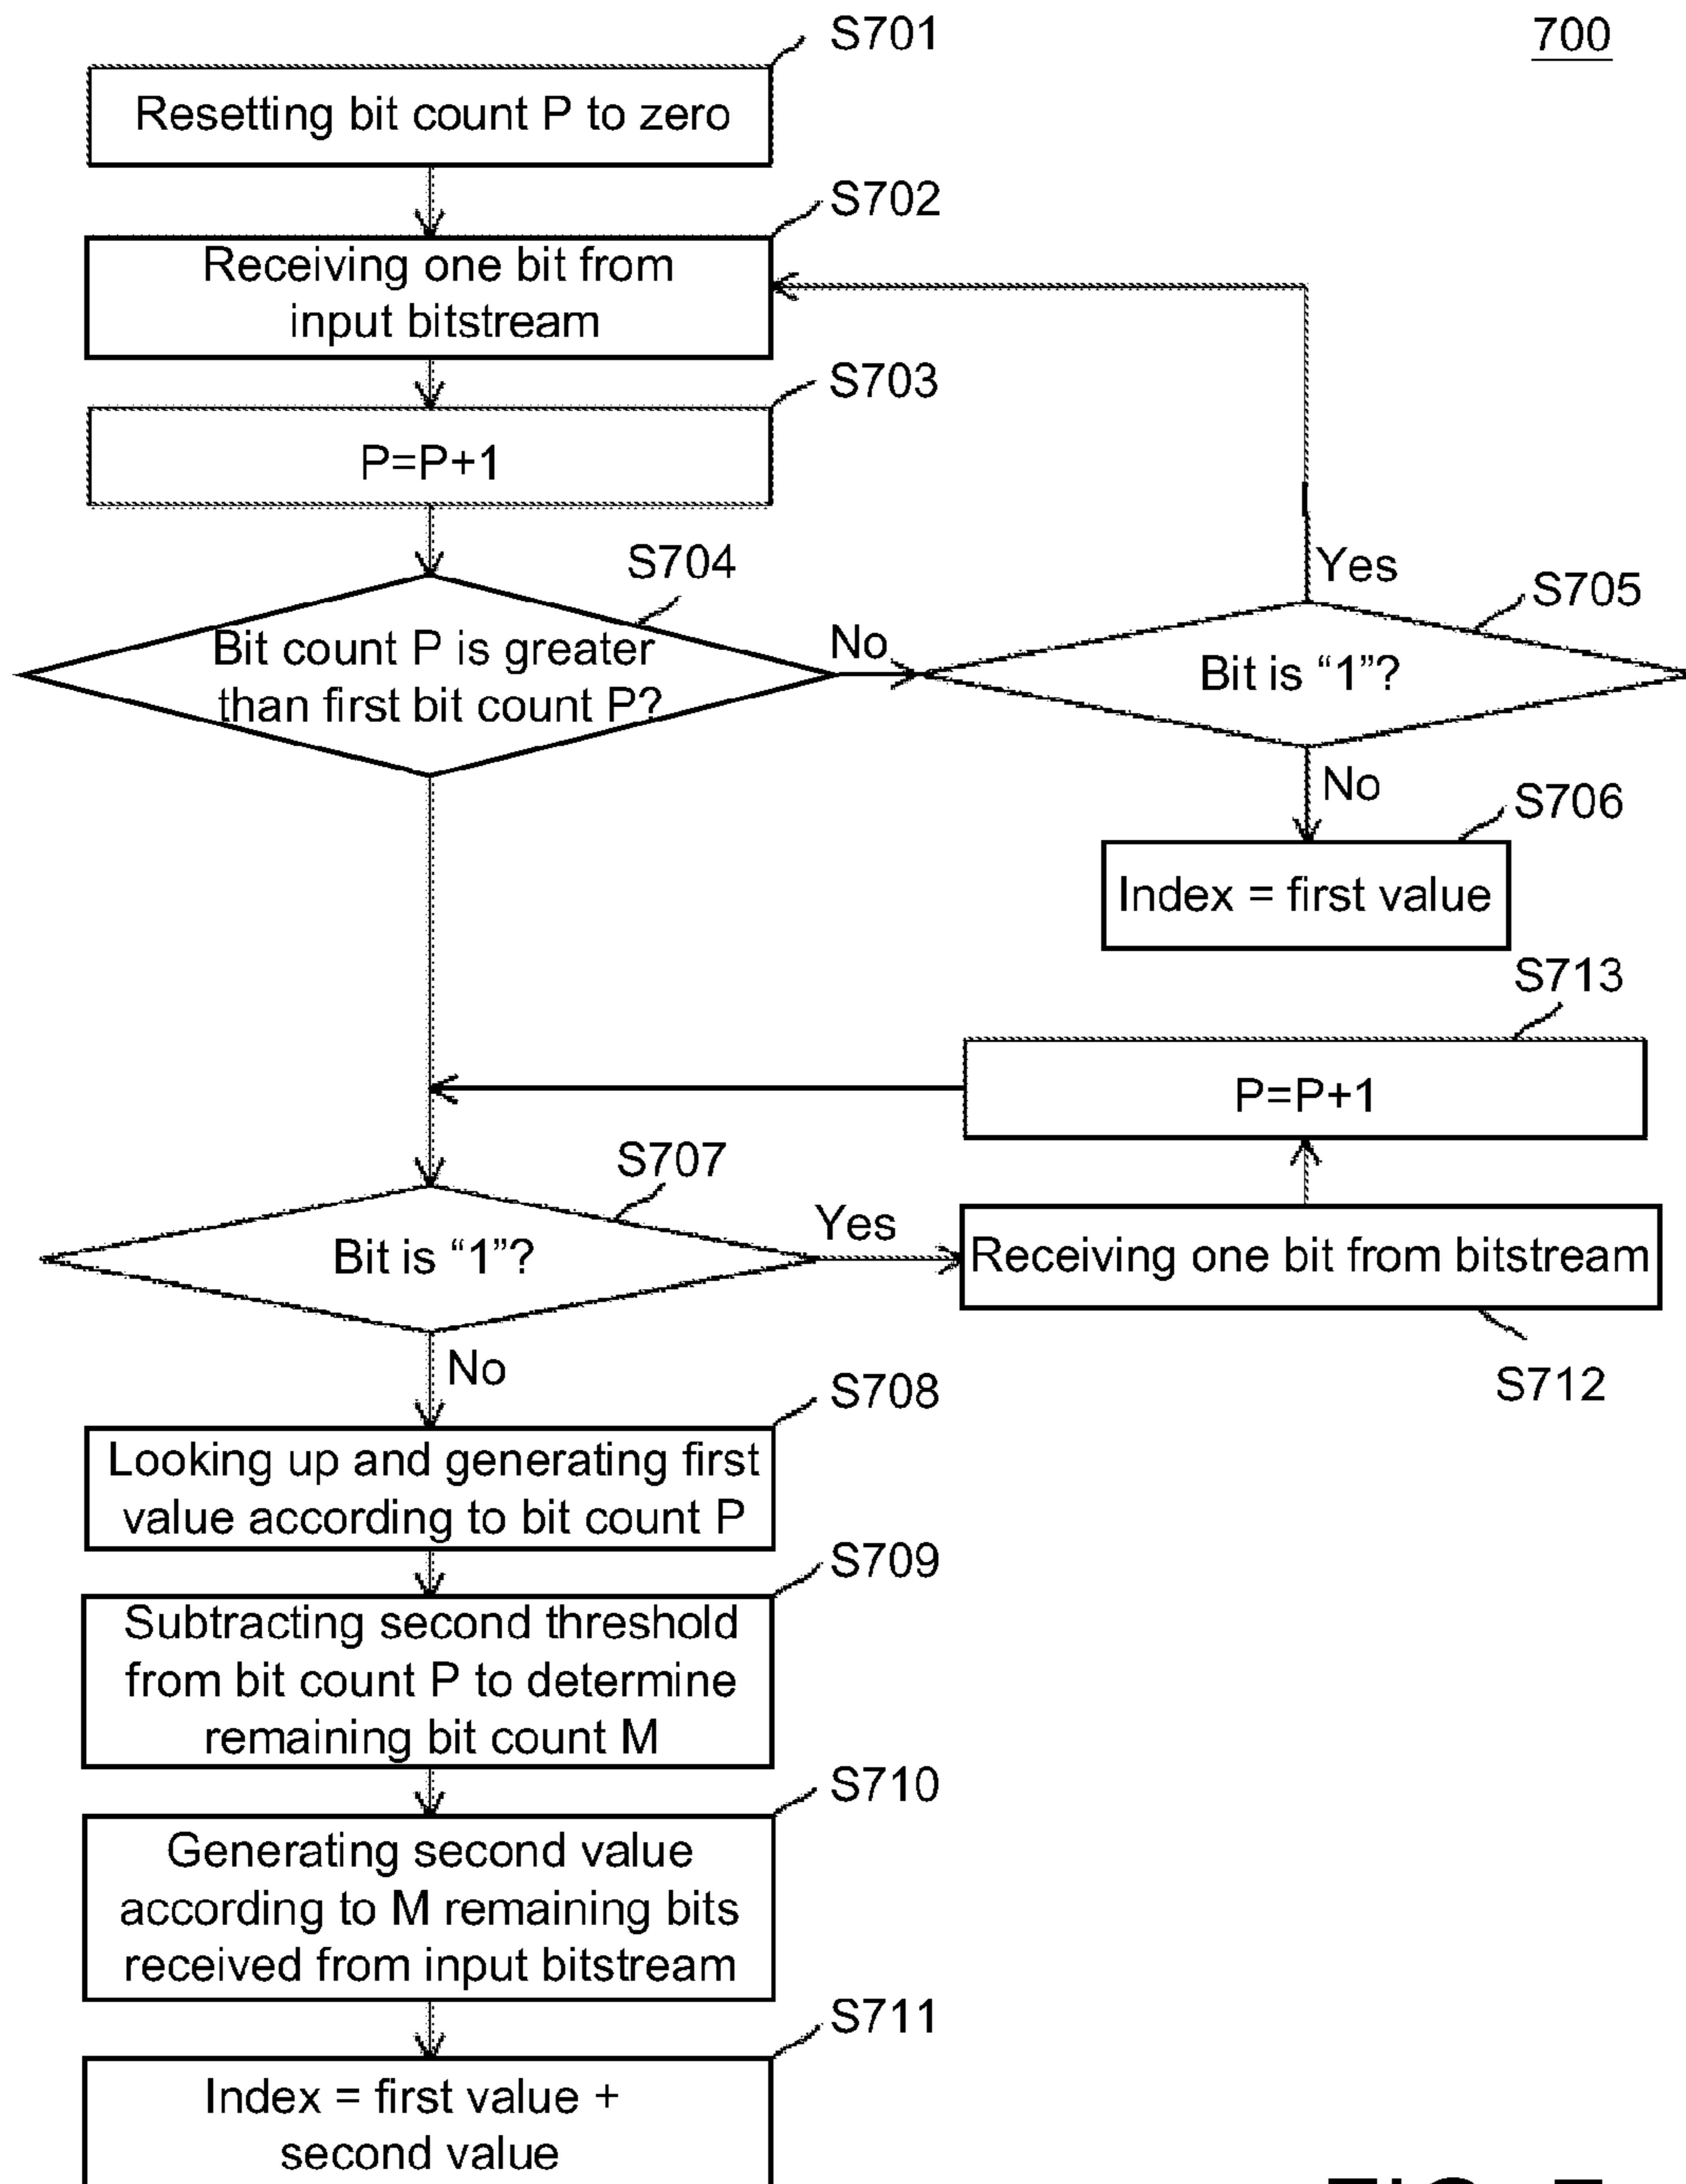 S701
700
Resetting bit count P to zero
S702
Receiving one bit from
input bitstream
S703
P=P+1
S704
Bit count P is greater
than first bit count P?
No
Yes
S705
Bit is “1”?
No
S706
Index = first value
S713
P=P+1
S707
Bit is “1”?
Yes
Receiving one bit from bitstream
S712
No
S708
Looking up and generating first
value according to bit count P
S709
Subtracting second threshold
from bit count P to determine
remaining bit count M
S710
Generating second value
according to M remaining bits
received from input bitstream
S711
Index = first value +
second value